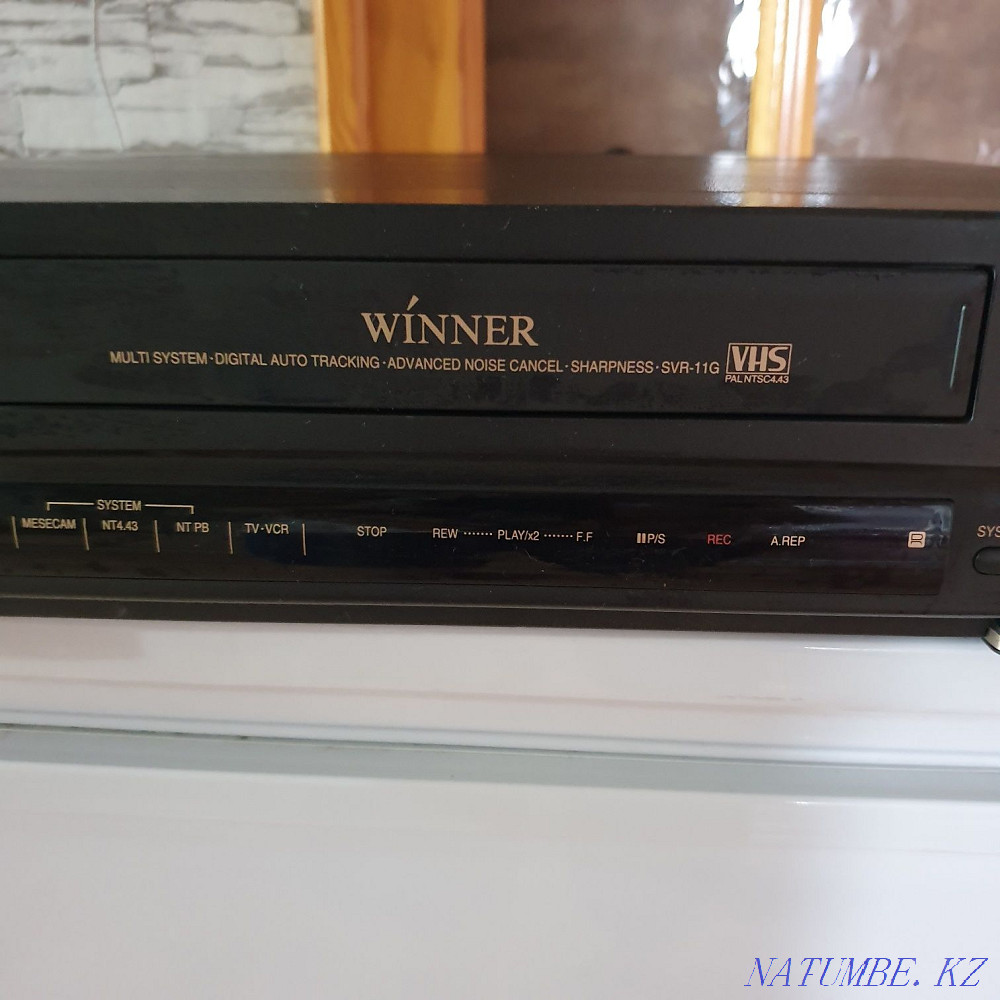 WÍNNER
MULTI SYSTEM·DIGITAL AUTO TRACKING·ADVANCED NOISE CANCEL·SHARPNESS·SVR-11G
VHS
PAL NTSC4.43
SYSTEM
MESECAM NT4.43 NT PB TV·VCR STOP REW ······· PLAY/x2 ······· F.F P/S REC A.REP
SYS
NATUMBE.KZ